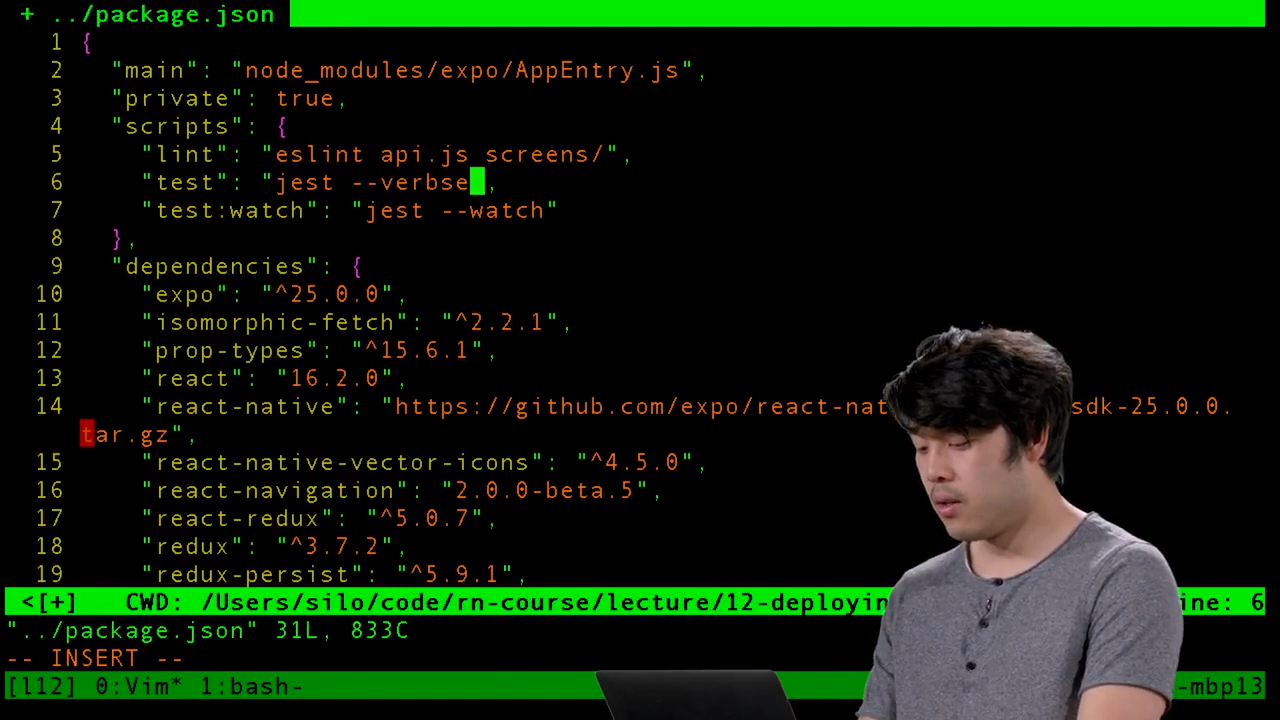 + ../package.json
1 {
2 "main": "node_modules/expo/AppEntry.js",
3 "private": true,
4 "scripts": {
5 "lint": "eslint api.js screens/",
6 "test": "jest --verbse ,
7 "test:watch": "jest --watch"
8 },
9 "dependencies": {
10 "expo": "^25.0.0",
11 "isomorphic-fetch": "^2.2.1",
12 "prop-types": "^15.6.1",
13 "react": "16.2.0",
14 "react-native": "https://github.com/expo/react-nat sdk-25.0.0.
tar.gz",
15 "react-native-vector-icons": "^4.5.0",
16 "react-navigation": "2.0.0-beta.5",
17 "react-redux": "^5.0.7",
18 "redux": "^3.7.2",
19 "redux-persist": "^5.9.1",
<[+] CWD: /Users/silo/code/rn-course/lecture/12-deployin ine: 6
"../package.json" 31L, 833C
-- INSERT --
[l12] 0:Vim* 1:bash- -mbp13